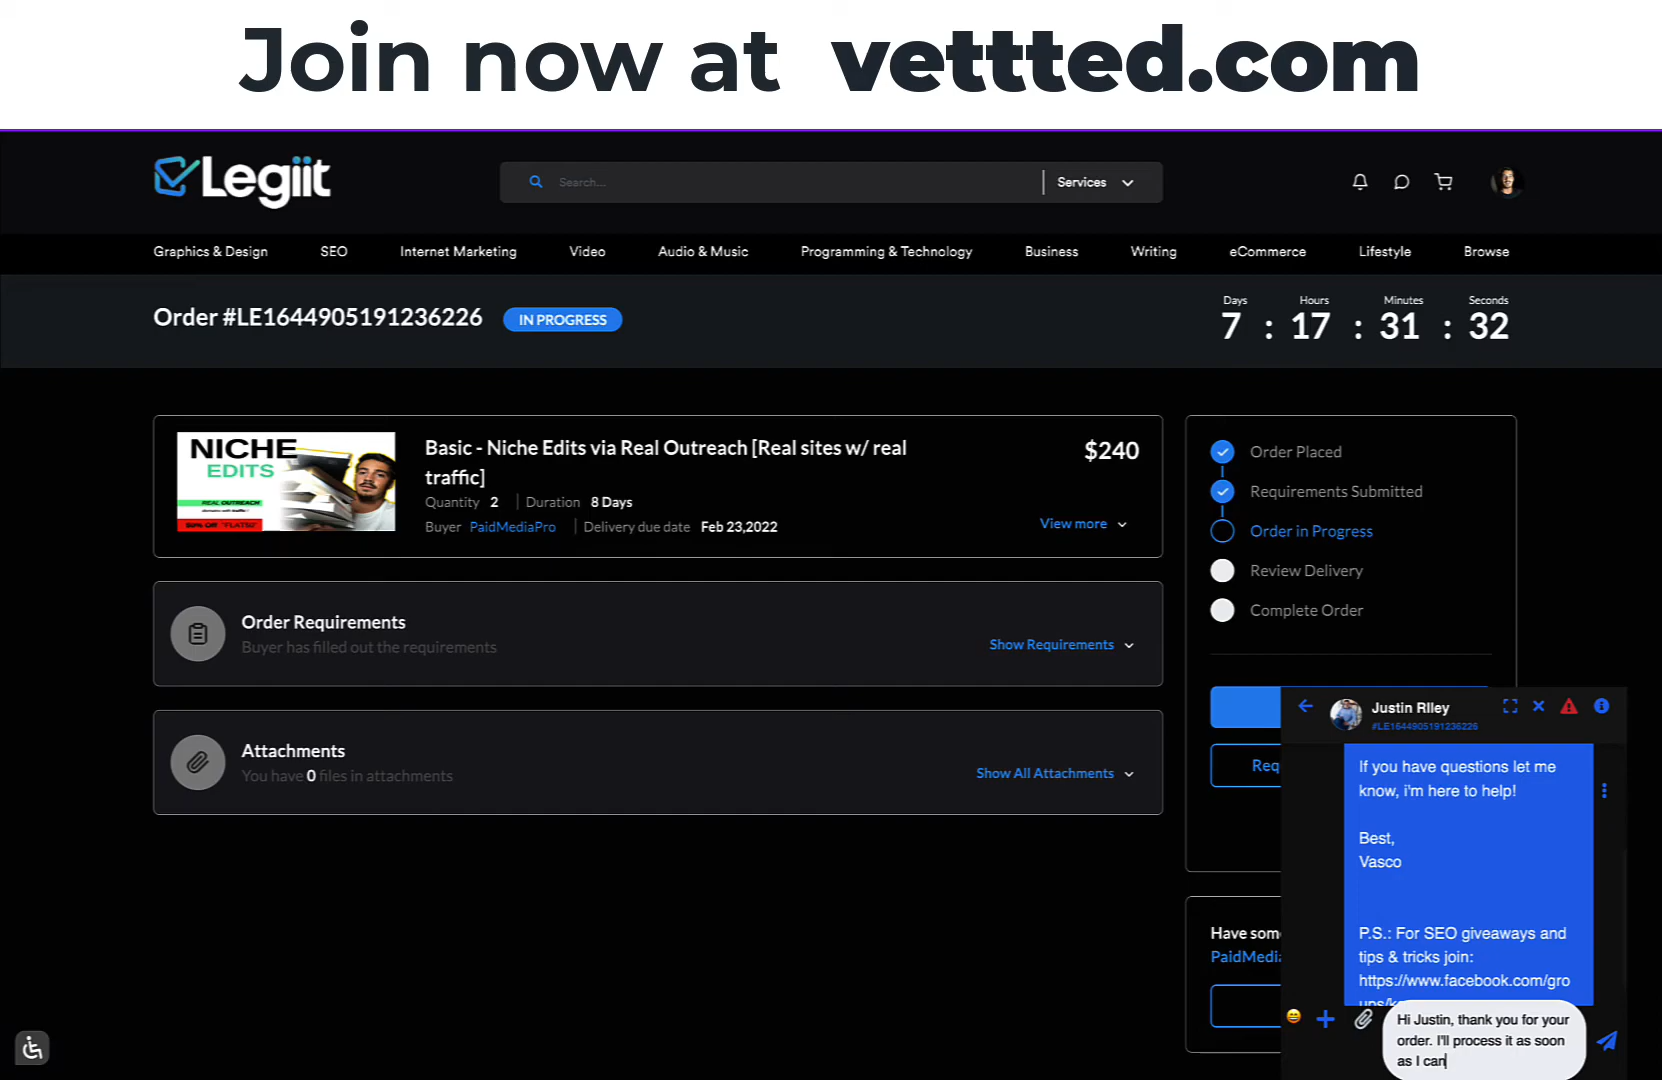 Join now at vettted.com
Legiit
Search...
Services
Graphics & Design
SEO
Internet Marketing
Video
Audio & Music
Programming & Technology
Business
Writing
eCommerce
Lifestyle
Browse
Order #LE1644905191236226
IN PROGRESS
Days
Hours
Minutes
Seconds
7 : 17 : 31 : 32
NICHE
EDITS
REAL OUTREACH
Basic - Niche Edits via Real Outreach [Real sites w/ real
traffic]
$240
Quantity 2 | Duration 8 Days
Buyer PaidMediaPro | Delivery due date Feb 23,2022
View more
Order Requirements
Buyer has filled out the requirements
Show Requirements
Attachments
You have 0 files in attachments
Show All Attachments
Order Placed
Requirements Submitted
Order in Progress
Review Delivery
Complete Order
Req
Have som
PaidMedia
Justin RIley
#LE1644905191236226
If you have questions let me
know, i'm here to help!
Best,
Vasco
P.S.: For SEO giveaways and
tips & tricks join:
https://www.facebook.com/gro
Hi Justin, thank you for your
order. I'll process it as soon
as I can